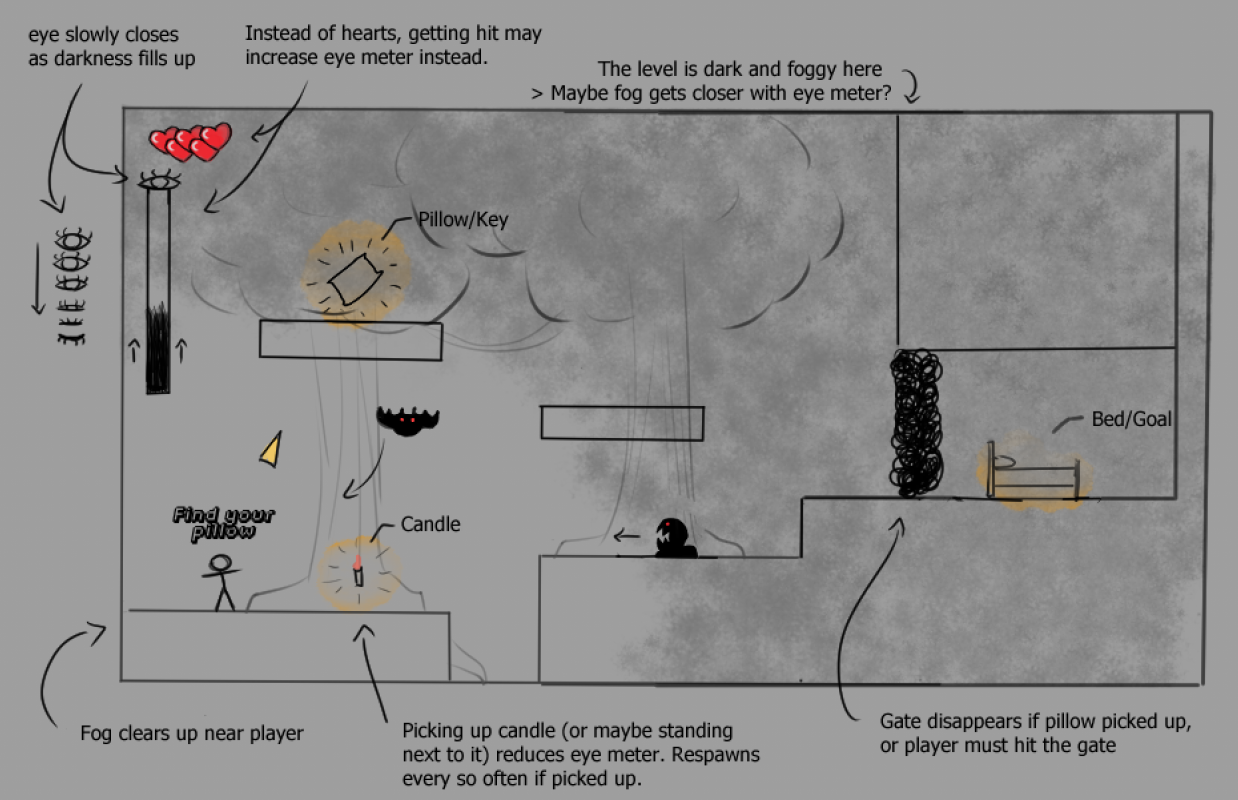 eye slowly closes
as darkness fills up
Instead of hearts, getting hit may
increase eye meter instead.
The level is dark and foggy here
> Maybe fog gets closer with eye meter?
Pillow/Key
Bed/Goal
Find your
pillow
Candle
Fog clears up near player
Picking up candle (or maybe standing
next to it) reduces eye meter. Respawns
every so often if picked up.
Gate disappears if pillow picked up,
or player must hit the gate